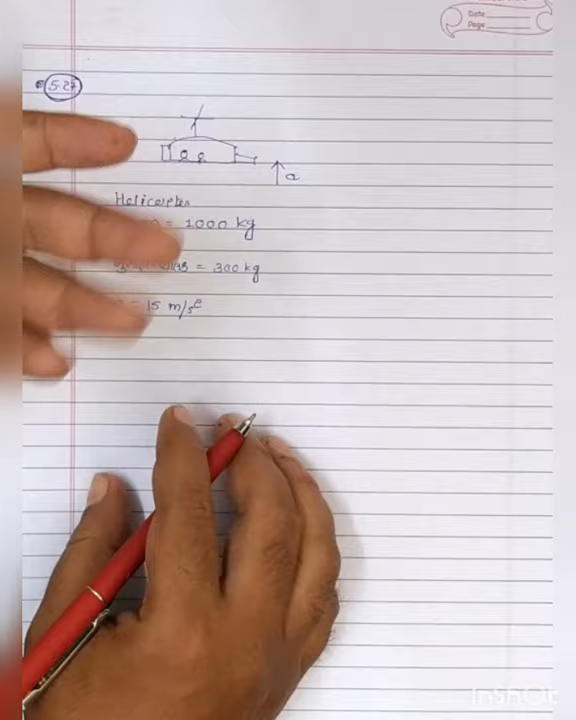 Date
Page
5.27
a
Helicopter
= 1000 kg
= 300 kg
= 15 m/s²
InShOt